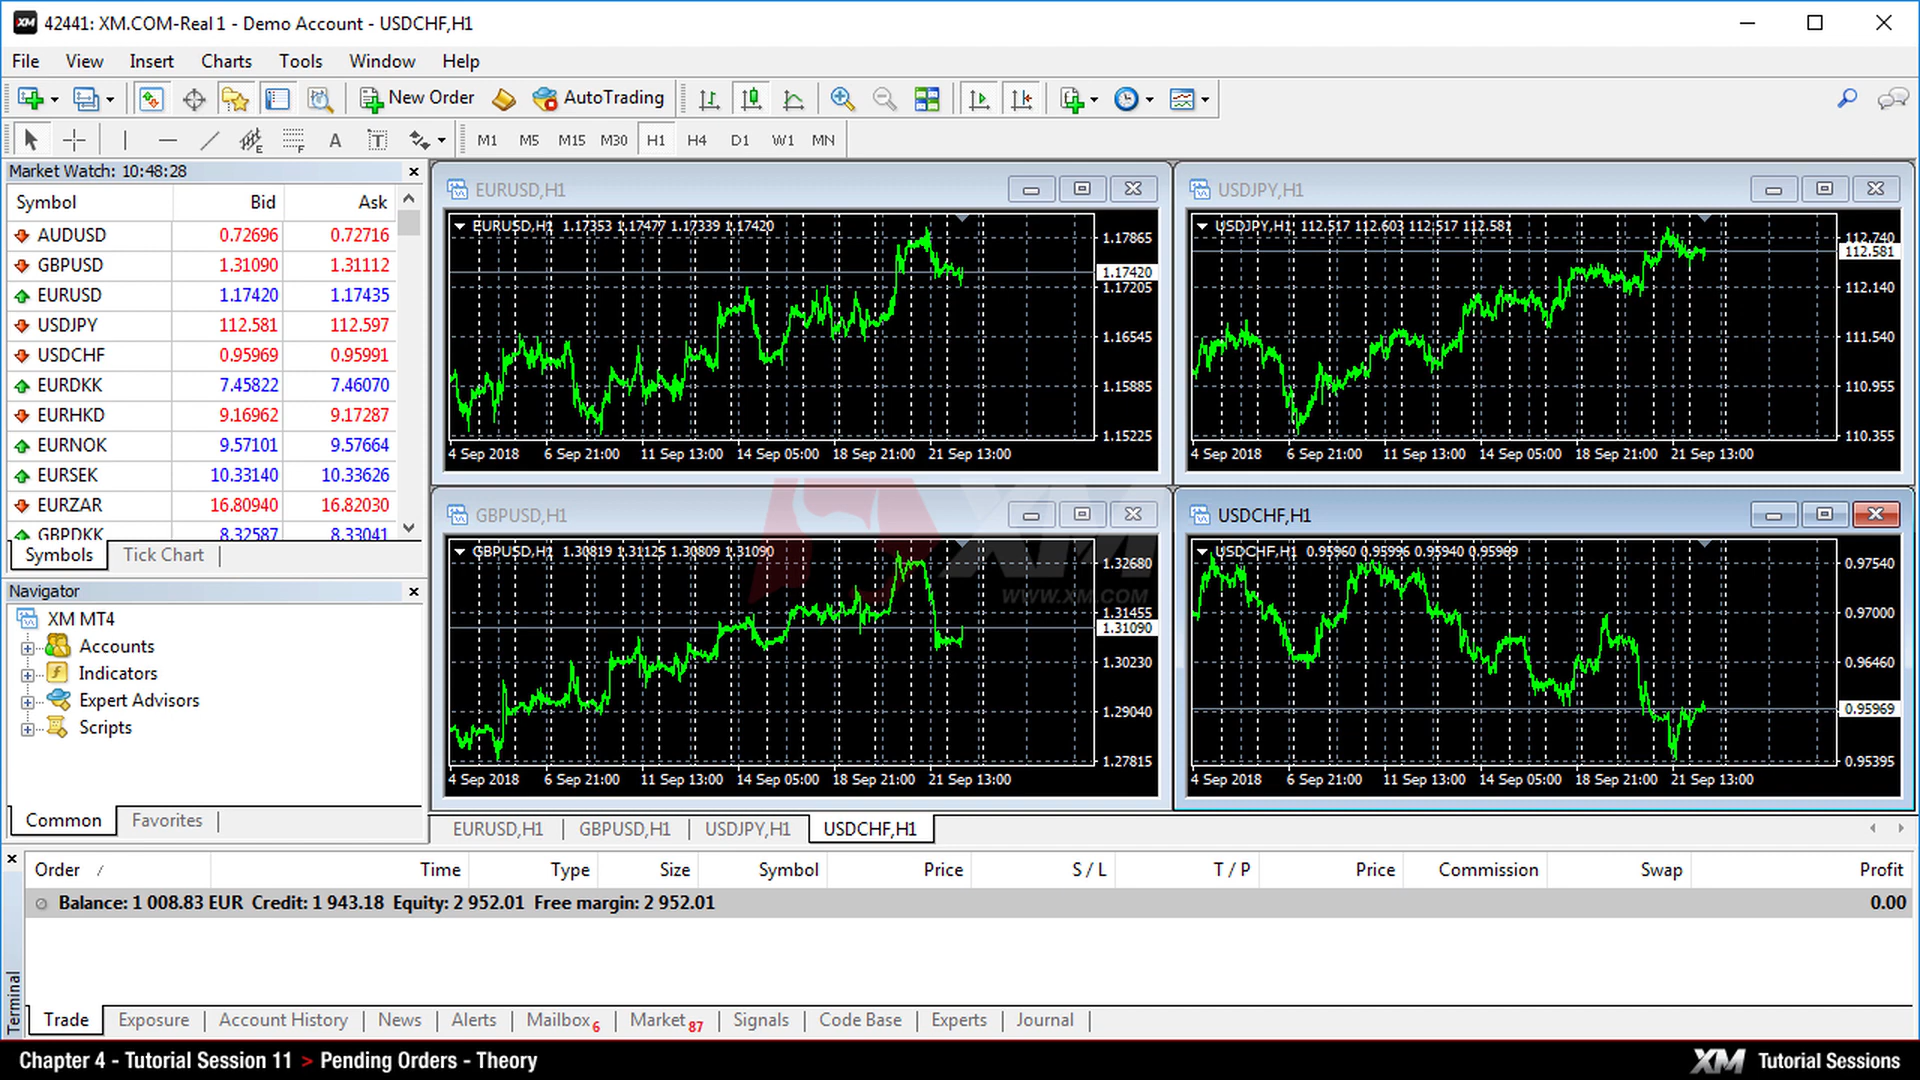 XM 42441: XM.COM-Real 1 - Demo Account - USDCHF,H1
File View Insert Charts Tools Window Help
New Order AutoTrading
A T M1 M5 M15 M30 H1 H4 D1 W1 MN
Market Watch: 10:48:28
Symbol Bid Ask
AUDUSD 0.72696 0.72716
GBPUSD 1.31090 1.31112
EURUSD 1.17420 1.17435
USDJPY 112.581 112.597
USDCHF 0.95969 0.95991
EURDKK 7.45822 7.46070
EURHKD 9.16962 9.17287
EURNOK 9.57101 9.57664
EURSEK 10.33140 10.33626
EURZAR 16.80940 16.82030
GBPDKK 8.32587 8.33041
Symbols Tick Chart
Navigator
XM MT4
Accounts
Indicators
Expert Advisors
Scripts
Common Favorites
EURUSD,H1
EURUSD,H1 1.17353 1.17477 1.17339 1.17420
1.17865
1.17420
1.17205
1.16545
1.15885
1.15225
4 Sep 2018 6 Sep 21:00 11 Sep 13:00 14 Sep 05:00 18 Sep 21:00 21 Sep 13:00
USDJPY,H1
USDJPY,H1 112.517 112.603 112.517 112.581
112.740
112.581
112.140
111.540
110.955
110.355
4 Sep 2018 6 Sep 21:00 11 Sep 13:00 14 Sep 05:00 18 Sep 21:00 21 Sep 13:00
GBPUSD,H1
GBPUSD,H1 1.30819 1.31125 1.30809 1.31090
1.32680
1.31455
1.31090
1.30230
1.29040
1.27815
4 Sep 2018 6 Sep 21:00 11 Sep 13:00 14 Sep 05:00 18 Sep 21:00 21 Sep 13:00
XM
WWW.XM.COM
USDCHF,H1
USDCHF,H1 0.95960 0.95996 0.95940 0.95969
0.97540
0.97000
0.96460
0.95969
0.95395
4 Sep 2018 6 Sep 21:00 11 Sep 13:00 14 Sep 05:00 18 Sep 21:00 21 Sep 13:00
EURUSD,H1 GBPUSD,H1 USDJPY,H1 USDCHF,H1
Order / Time Type Size Symbol Price S / L T / P Price Commission Swap Profit
Balance: 1 008.83 EUR Credit: 1 943.18 Equity: 2 952.01 Free margin: 2 952.01 0.00
Terminal
Trade Exposure Account History News Alerts Mailbox 6 Market 87 Signals Code Base Experts Journal
Chapter 4 - Tutorial Session 11 > Pending Orders - Theory
XM Tutorial Sessions